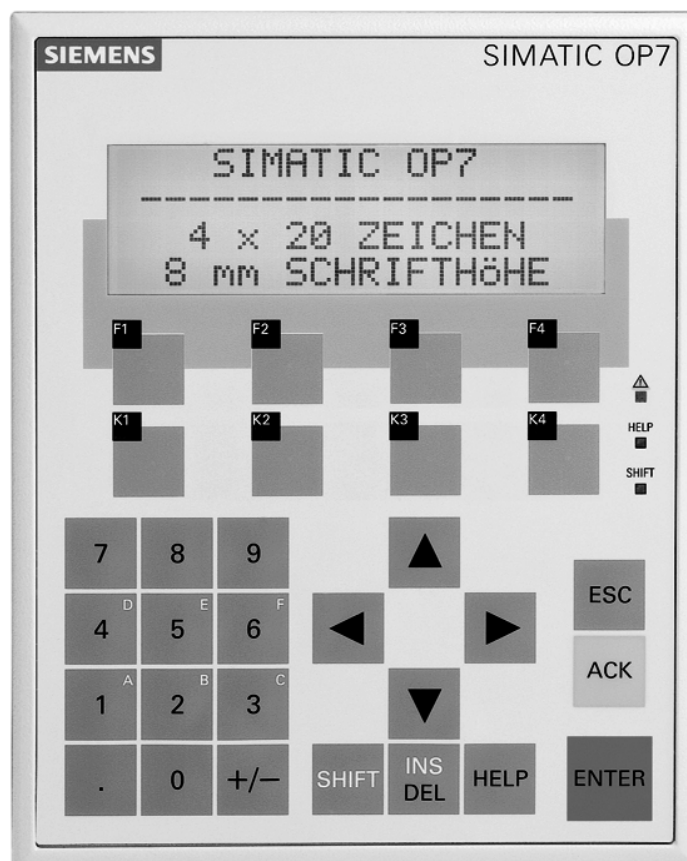 SIEMENS
SIMATIC OP7
SIMATIC OP7
--------------------
4 x 20 ZEICHEN
8 mm SCHRIFTHöHE
F1 F2 F3 F4
K1 K2 K3 K4
HELP
SHIFT
7 8 9
D E F
4 5 6
A B C
1 2 3
. 0 +/−
ESC
ACK
SHIFT
INS
DEL
HELP
ENTER